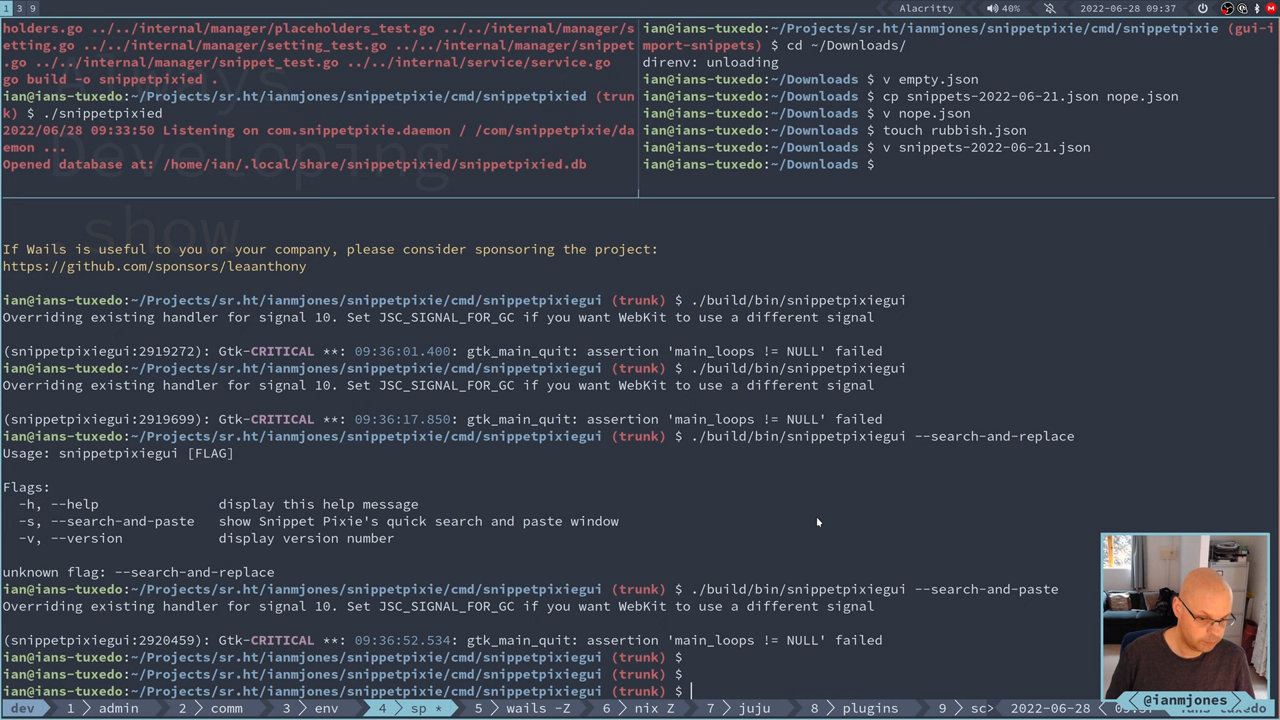 1 3 9
Alacritty 40% 2022-06-28 09:37
holders.go ../../internal/manager/placeholders_test.go ../../internal/manager/s
etting.go ../../internal/manager/setting_test.go ../../internal/manager/snippet
.go ../../internal/manager/snippet_test.go ../../internal/service/service.go
go build -o snippetpixied .
ian@ians-tuxedo:~/Projects/sr.ht/ianmjones/snippetpixie/cmd/snippetpixied (trun
k) $ ./snippetpixied
2022/06/28 09:33:50 Listening on com.snippetpixie.daemon / /com/snippetpixie/da
emon ...
Opened database at: /home/ian/.local/share/snippetpixied/snippetpixied.db
Developing
show
ian@ians-tuxedo:~/Projects/sr.ht/ianmjones/snippetpixie/cmd/snippetpixie (gui-i
mport-snippets) $ cd ~/Downloads/
direnv: unloading
ian@ians-tuxedo:~/Downloads $ v empty.json
ian@ians-tuxedo:~/Downloads $ cp snippets-2022-06-21.json nope.json
ian@ians-tuxedo:~/Downloads $ v nope.json
ian@ians-tuxedo:~/Downloads $ touch rubbish.json
ian@ians-tuxedo:~/Downloads $ v snippets-2022-06-21.json
ian@ians-tuxedo:~/Downloads $
If Wails is useful to you or your company, please consider sponsoring the project:
https://github.com/sponsors/leaanthony
ian@ians-tuxedo:~/Projects/sr.ht/ianmjones/snippetpixie/cmd/snippetpixiegui (trunk) $ ./build/bin/snippetpixiegui
Overriding existing handler for signal 10. Set JSC_SIGNAL_FOR_GC if you want WebKit to use a different signal
(snippetpixiegui:2919272): Gtk-CRITICAL **: 09:36:01.400: gtk_main_quit: assertion 'main_loops != NULL' failed
ian@ians-tuxedo:~/Projects/sr.ht/ianmjones/snippetpixie/cmd/snippetpixiegui (trunk) $ ./build/bin/snippetpixiegui
Overriding existing handler for signal 10. Set JSC_SIGNAL_FOR_GC if you want WebKit to use a different signal
(snippetpixiegui:2919699): Gtk-CRITICAL **: 09:36:17.850: gtk_main_quit: assertion 'main_loops != NULL' failed
ian@ians-tuxedo:~/Projects/sr.ht/ianmjones/snippetpixie/cmd/snippetpixiegui (trunk) $ ./build/bin/snippetpixiegui --search-and-replace
Usage: snippetpixiegui [FLAG]
Flags:
-h, --help display this help message
-s, --search-and-paste show Snippet Pixie's quick search and paste window
-v, --version display version number
unknown flag: --search-and-replace
ian@ians-tuxedo:~/Projects/sr.ht/ianmjones/snippetpixie/cmd/snippetpixiegui (trunk) $ ./build/bin/snippetpixiegui --search-and-paste
Overriding existing handler for signal 10. Set JSC_SIGNAL_FOR_GC if you want WebKit to use a different signal
(snippetpixiegui:2920459): Gtk-CRITICAL **: 09:36:52.534: gtk_main_quit: assertion 'main_loops != NULL' failed
ian@ians-tuxedo:~/Projects/sr.ht/ianmjones/snippetpixie/cmd/snippetpixiegui (trunk) $
ian@ians-tuxedo:~/Projects/sr.ht/ianmjones/snippetpixie/cmd/snippetpixiegui (trunk) $
ian@ians-tuxedo:~/Projects/sr.ht/ianmjones/snippetpixie/cmd/snippetpixiegui (trunk) $
@ianmjones
dev 1 admin 2 comm 3 env 4 sp * 5 wails -Z 6 nix Z 7 juju 8 plugins 9 sc> 2022-06-28